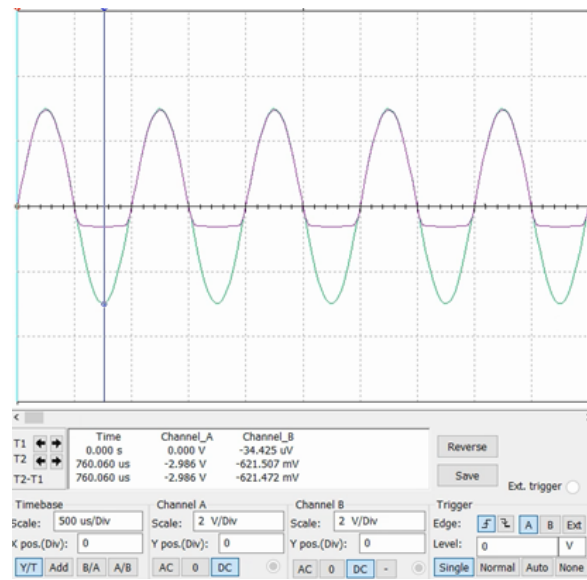 Time Channel_A Channel_B
T1 0.000 s 0.000 V -34.425 uV
T2 760.060 us -2.986 V -621.507 mV
T2-T1 760.060 us -2.986 V -621.472 mV
Reverse
Save
Ext. trigger
Timebase
Scale: 500 us/Div
X pos.(Div): 0
Y/T Add B/A A/B
Channel A
Scale: 2 V/Div
Y pos.(Div): 0
AC 0 DC
Channel B
Scale: 2 V/Div
Y pos.(Div): 0
AC 0 DC -
Trigger
Edge: A B Ext
Level: 0 V
Single Normal Auto None